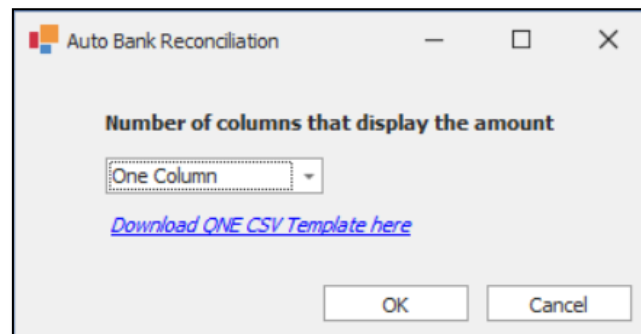 Auto Bank Reconciliation
Number of columns that display the amount
One Column
Download QNE CSV Template here
OK
Cancel